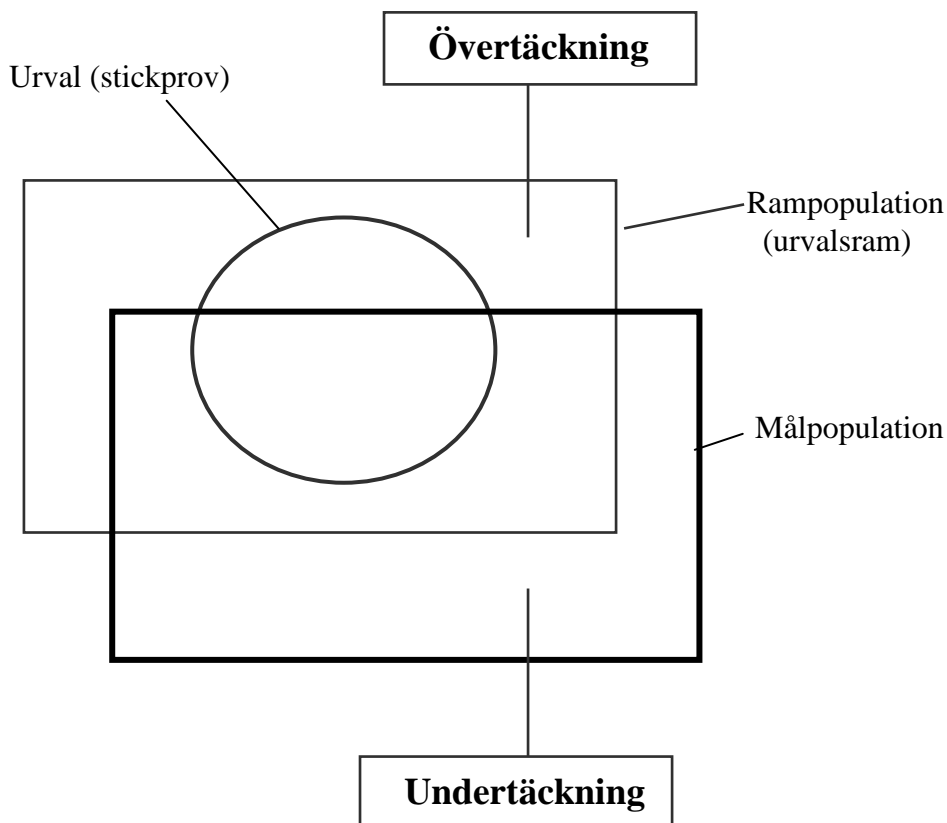 Övertäckning
Urval (stickprov)
Rampopulation
(urvalsram)
Målpopulation
Undertäckning